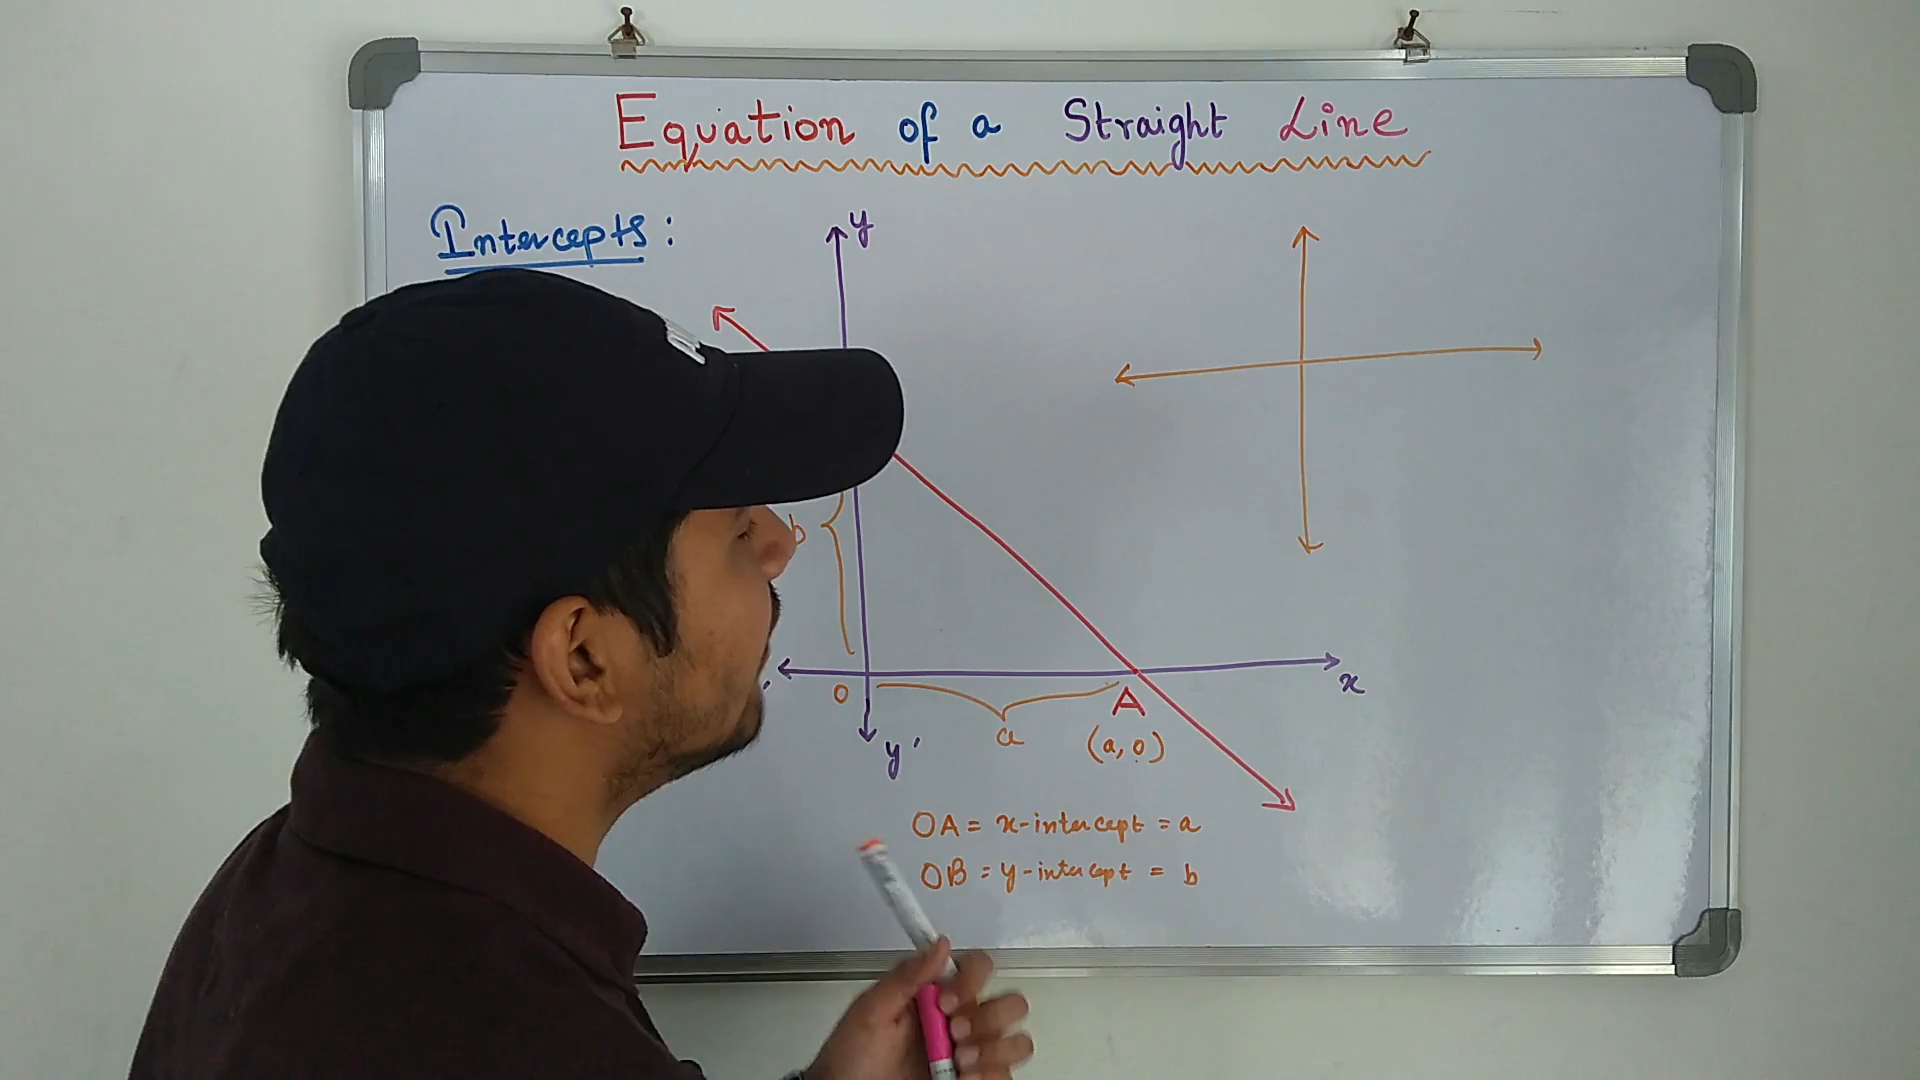 Equation of a Straight Line
Intercepts:
y
b
O
a
A
x
(a, 0)
y'
OA = x-intercept = a
OB = y-intercept = b